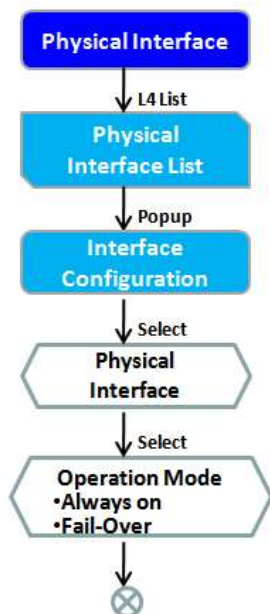 Physical Interface
L4 List
Physical
Interface List
Popup
Interface
Configuration
Select
Physical
Interface
Select
Operation Mode
•Always on
•Fail-Over